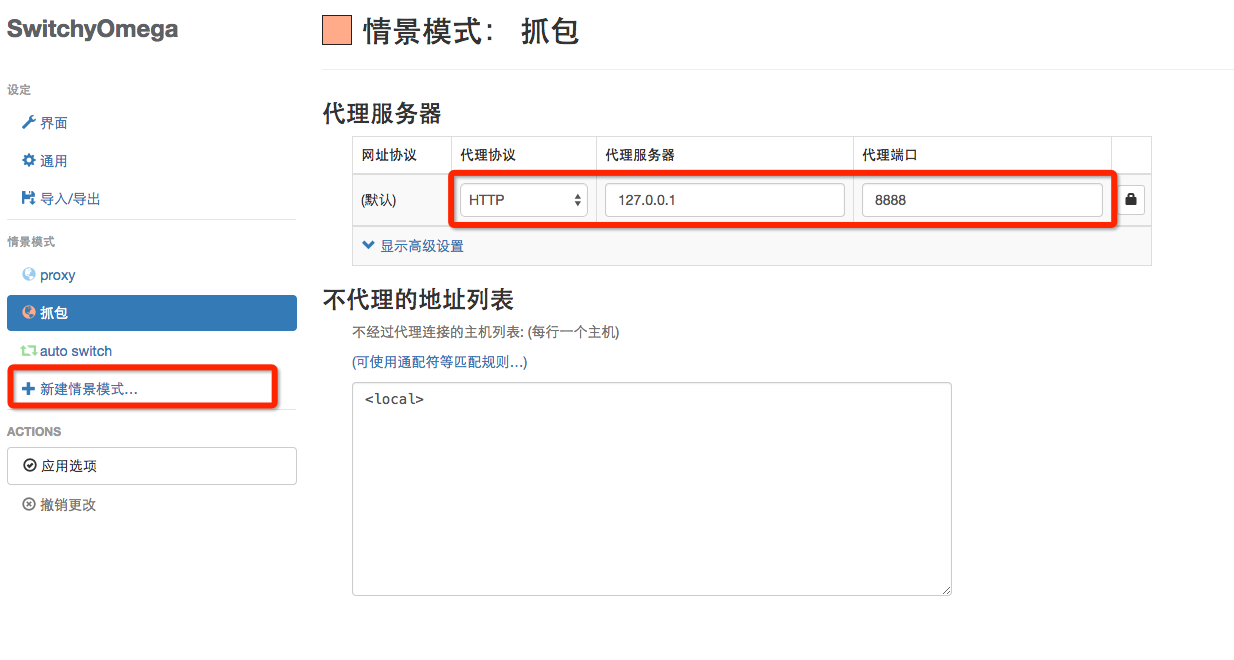 SwitchyOmega
设定
界面
通用
导入/导出
情景模式
proxy
抓包
auto switch
新建情景模式...
ACTIONS
应用选项
撤销更改
情景模式： 抓包
代理服务器
网址协议 代理协议 代理服务器 代理端口
(默认) HTTP 127.0.0.1 8888
显示高级设置
不代理的地址列表
不经过代理连接的主机列表: (每行一个主机)
(可使用通配符等匹配规则...)
<local>